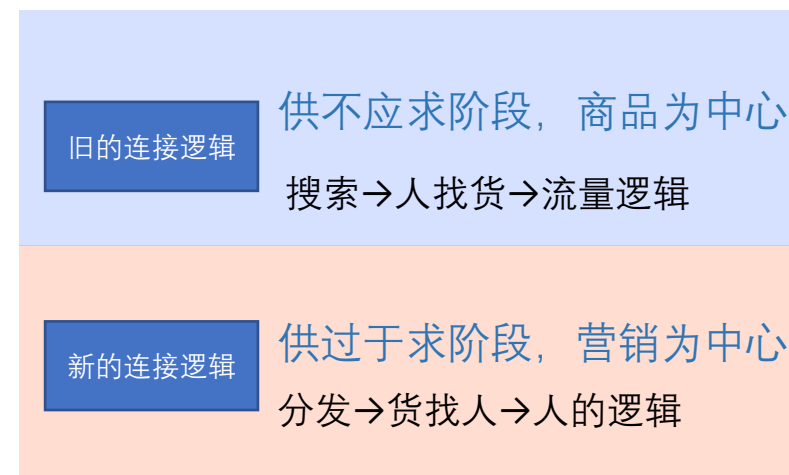 旧的连接逻辑
供不应求阶段，商品为中心
搜索→人找货→流量逻辑
新的连接逻辑
供过于求阶段，营销为中心
分发→货找人→人的逻辑